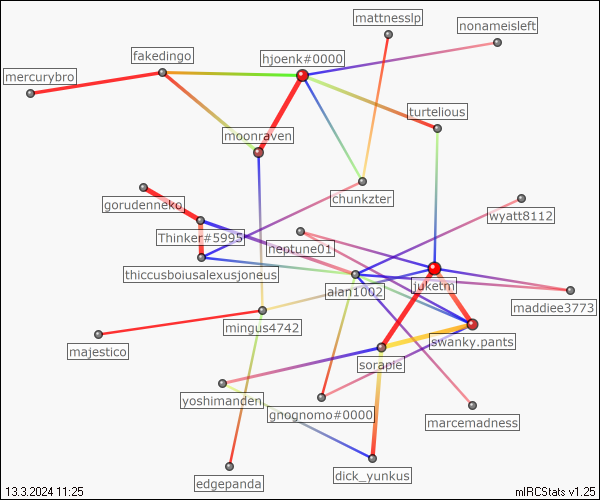 mattnesslp
nonameisleft
fakedingo
hjoenk#0000
mercurybro
turtelious
moonraven
chunkzter
gorudenneko
wyatt8112
Thinker#5995
neptune01
thiccusboiusalexusjoneus
juketm
alan1002
maddiee3773
mingus4742
swanky.pants
majestico
sorapie
yoshimanden
gnognomo#0000
marcemadness
edgepanda
dick_yunkus
13.3.2024 11:25
mIRCStats v1.25